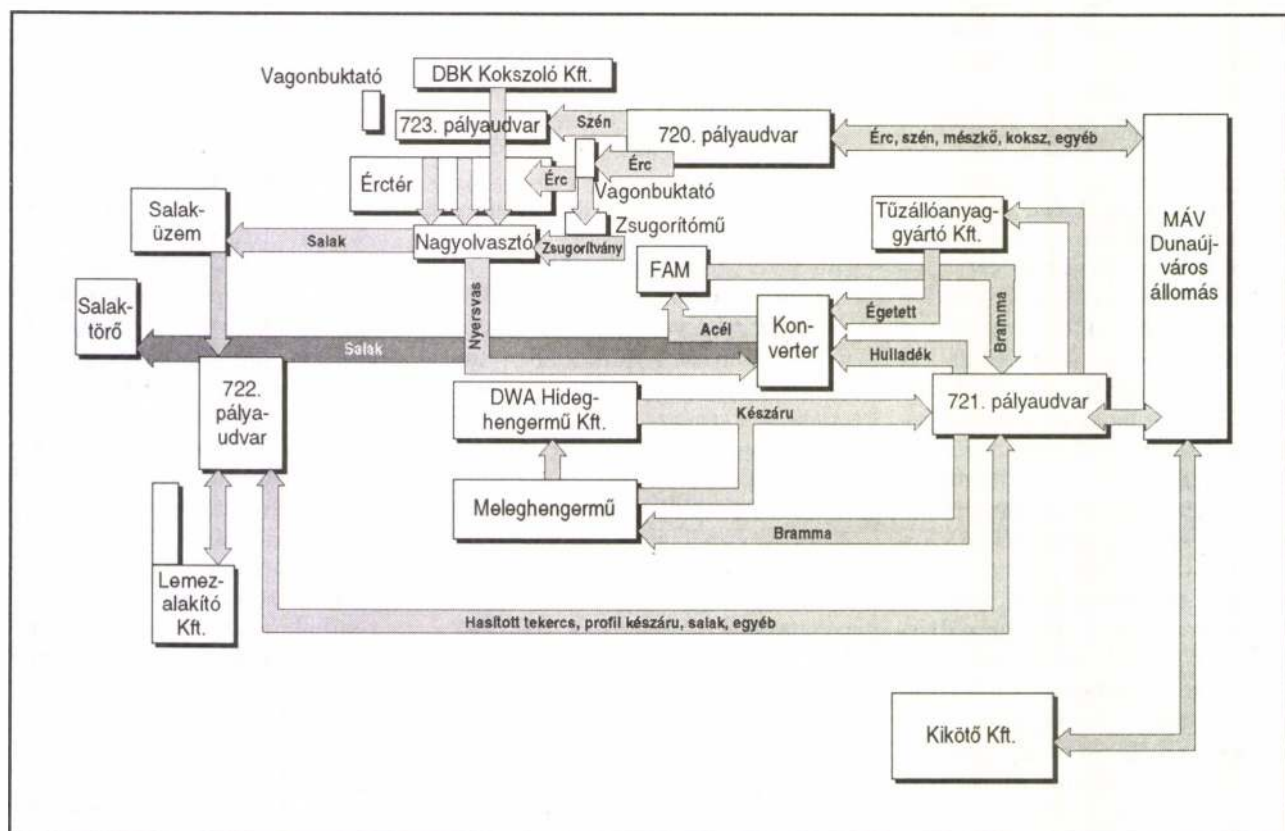 Vagonbuktató
DBK Kokszoló Kft.
723. pályaudvar
Szén
720. pályaudvar
Érc, szén, mészkő, koksz, egyéb
MÁV
Dunaúj-
város
állomás
Érctér
Érc
Érc
Vagonbuktató
Zsugorítómű
Zsugorítvány
Nagyolvasztó
Salak
Salak-
üzem
Tűzállóanyag-
gyártó Kft.
FAM
Salak-
törő
Nyersvas
Acél
Kon-
verter
Égetett
Hulladék
Bramma
Salak
722.
pálya-
udvar
DWA Hideg-
hengermű Kft.
Készáru
721. pályaudvar
Meleghengermű
Bramma
Lemez-
alakító
Kft.
Hasított tekercs, profil készáru, salak, egyéb
Kikötő Kft.